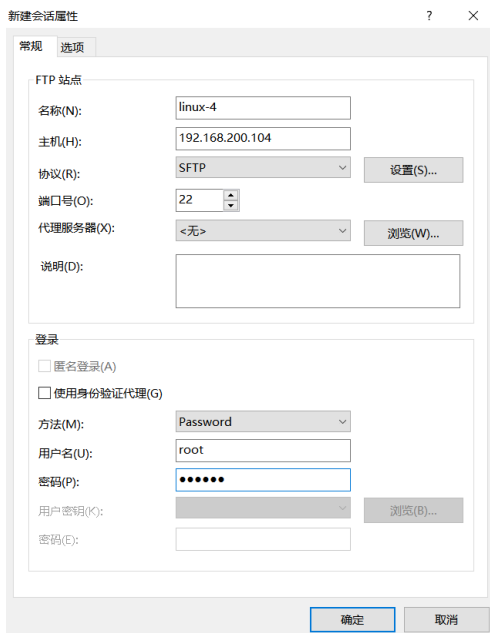 新建会话属性 ?
常规 选项
FTP 站点
名称(N): linux-4
主机(H): 192.168.200.104
协议(R): SFTP 设置(S)...
端口号(O): 22
代理服务器(X): <无> 浏览(W)...
说明(D):
登录
匿名登录(A)
使用身份验证代理(G)
方法(M): Password
用户名(U): root
密码(P): ●●●●●●
用户密钥(K): 浏览(B)...
密码(E):
确定 取消